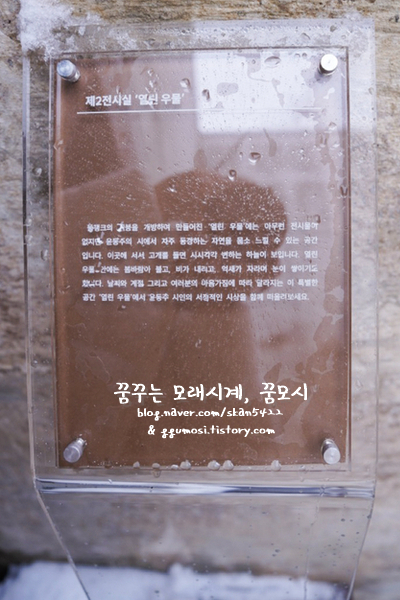 제2전시실 '열린 우물'
물탱크의 지붕을 개방하여 만들어진 '열린 우물'에는 아무런 전시물이
없지만, 윤동주의 시에서 자주 등장하는 자연을 몸소 느낄 수 있는 공간
입니다. 이곳에 서서 고개를 들면 시시각각 변하는 하늘이 보입니다. 열린
우물 안에는 봄바람이 불고, 비가 내리고, 억새가 자라며 눈이 쌓이기도
합니다. 날씨와 계절 그리고 여러분의 마음가짐에 따라 달라지는 이 특별한
공간 '열린 우물'에서 윤동주 시인의 서정적인 시상을 함께 떠올려보세요.
꿈꾸는 모래시계, 꿈모시
blog.naver.com/skan5422
& ggumosi.tistory.com